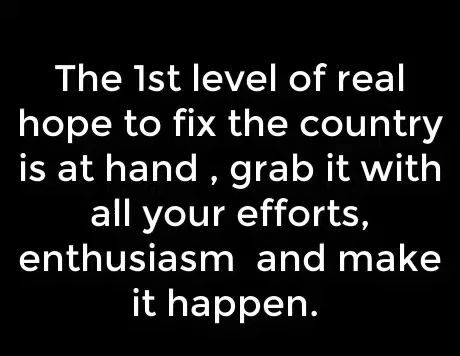 The 1st level of real
hope to fix the country
is at hand , grab it with
all your efforts,
enthusiasm  and make
it happen.